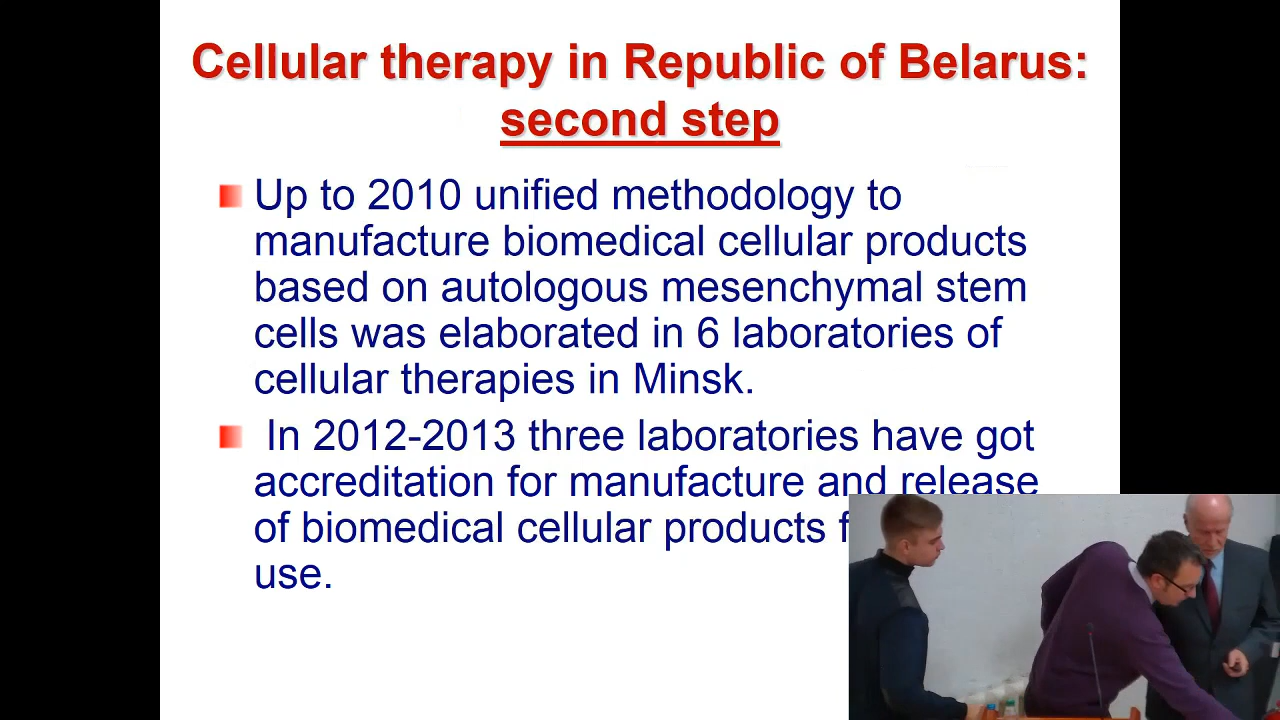 Cellular therapy in Republic of Belarus:
second step
Up to 2010 unified methodology to
manufacture biomedical cellular products
based on autologous mesenchymal stem
cells was elaborated in 6 laboratories of
cellular therapies in Minsk.
In 2012-2013 three laboratories have got
accreditation for manufacture and release
of biomedical cellular products
use.